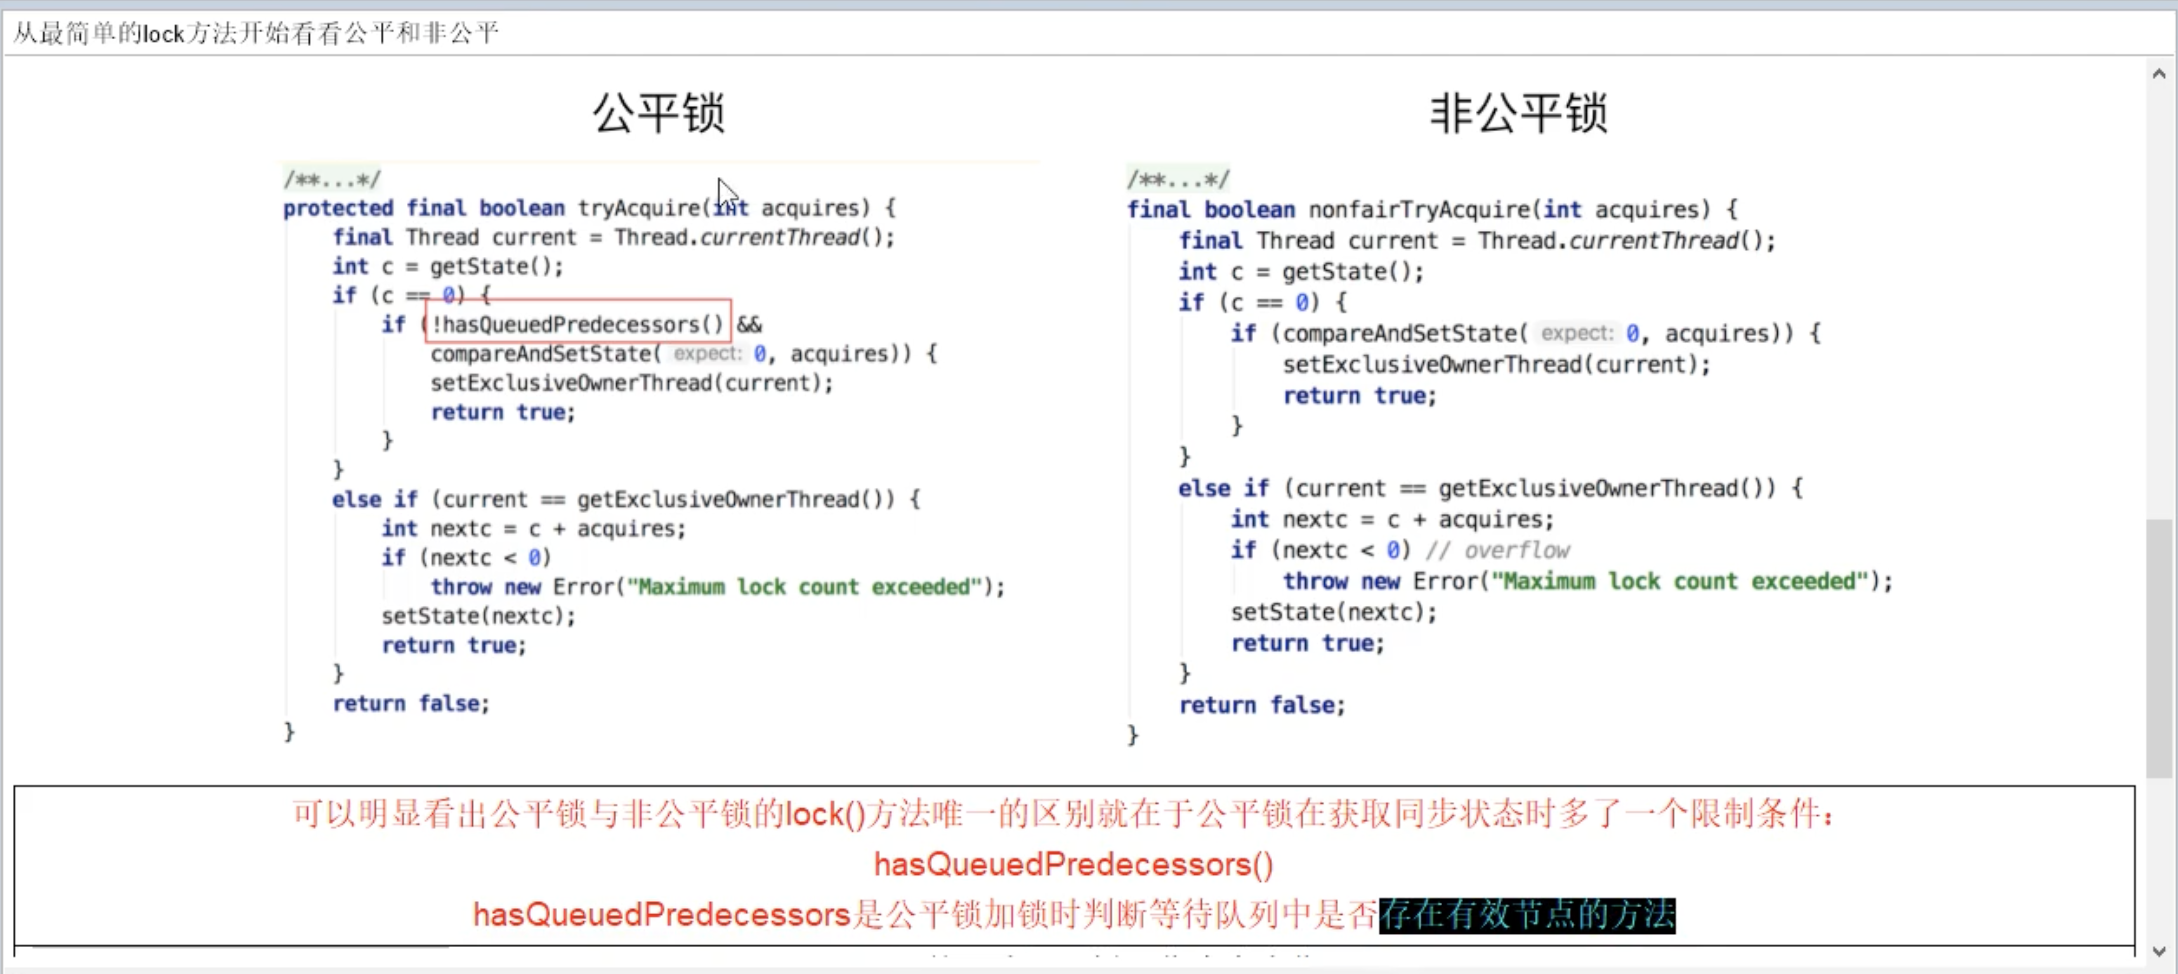 从最简单的lock方法开始看看公平和非公平
公平锁
/**...*/
protected final boolean tryAcquire(int acquires) {
final Thread current = Thread.currentThread();
int c = getState();
if (c == 0) {
if (!hasQueuedPredecessors() &&
compareAndSetState( expect: 0, acquires)) {
setExclusiveOwnerThread(current);
return true;
}
}
else if (current == getExclusiveOwnerThread()) {
int nextc = c + acquires;
if (nextc < 0)
throw new Error("Maximum lock count exceeded");
setState(nextc);
return true;
}
return false;
}
非公平锁
/**...*/
final boolean nonfairTryAcquire(int acquires) {
final Thread current = Thread.currentThread();
int c = getState();
if (c == 0) {
if (compareAndSetState( expect: 0, acquires)) {
setExclusiveOwnerThread(current);
return true;
}
}
else if (current == getExclusiveOwnerThread()) {
int nextc = c + acquires;
if (nextc < 0) // overflow
throw new Error("Maximum lock count exceeded");
setState(nextc);
return true;
}
return false;
}
可以明显看出公平锁与非公平锁的lock()方法唯一的区别就在于公平锁在获取同步状态时多了一个限制条件：
hasQueuedPredecessors()
hasQueuedPredecessors是公平锁加锁时判断等待队列中是否存在有效节点的方法